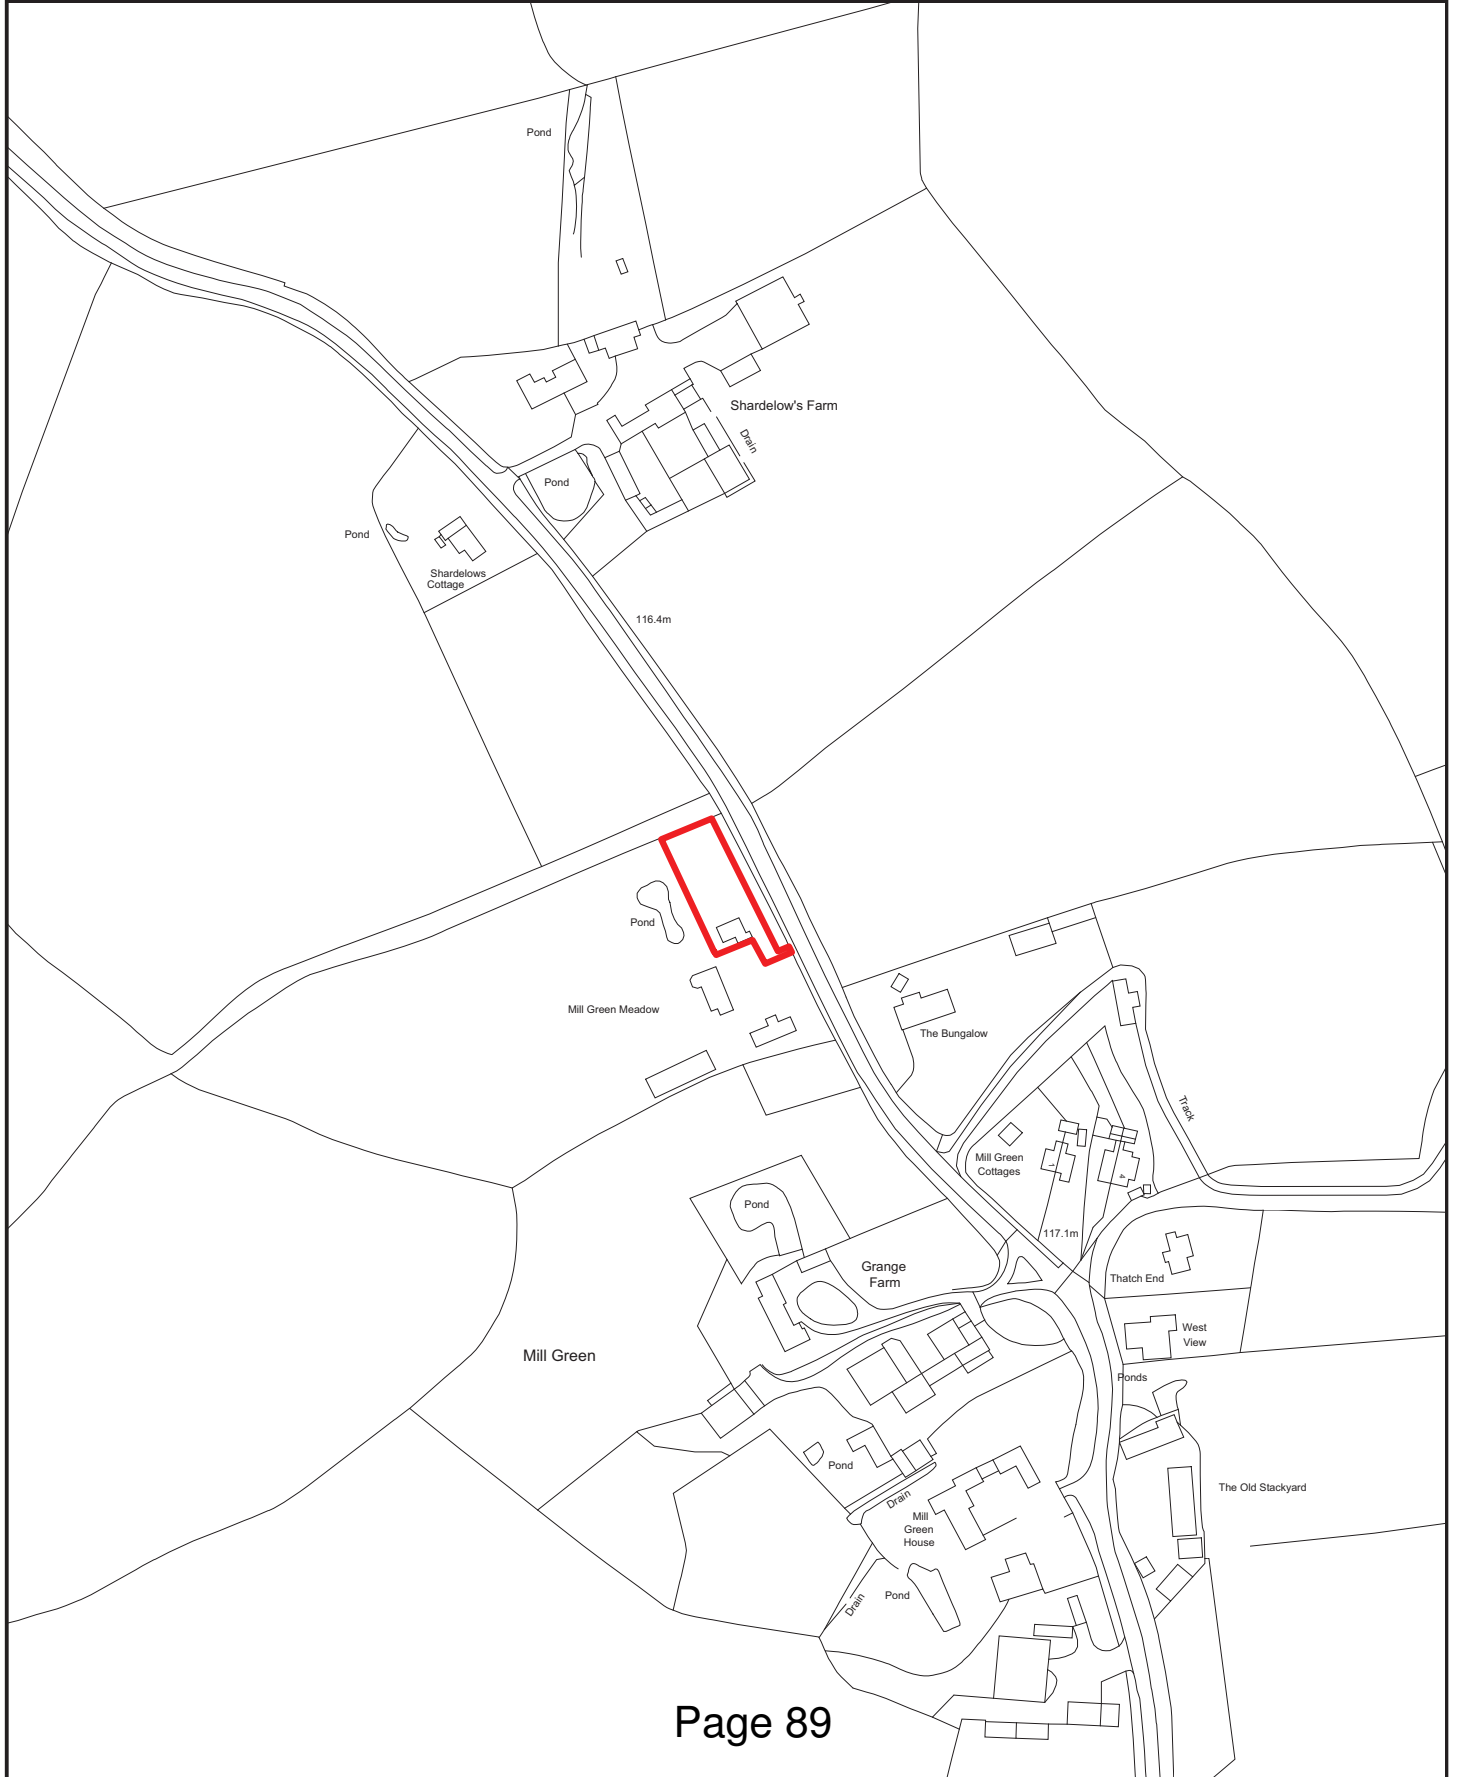 Pond
Shardelow's Farm
Drain
Pond
Pond
Shardelows
Cottage
116.4m
Pond
Mill Green Meadow
The Bungalow
Track
Mill Green
Cottages
1
4
Pond
117.1m
Grange
Farm
Thatch End
West
View
Mill Green
Ponds
Pond
The Old Stackyard
Drain
Mill
Green
House
Pond
Drain
Page 89